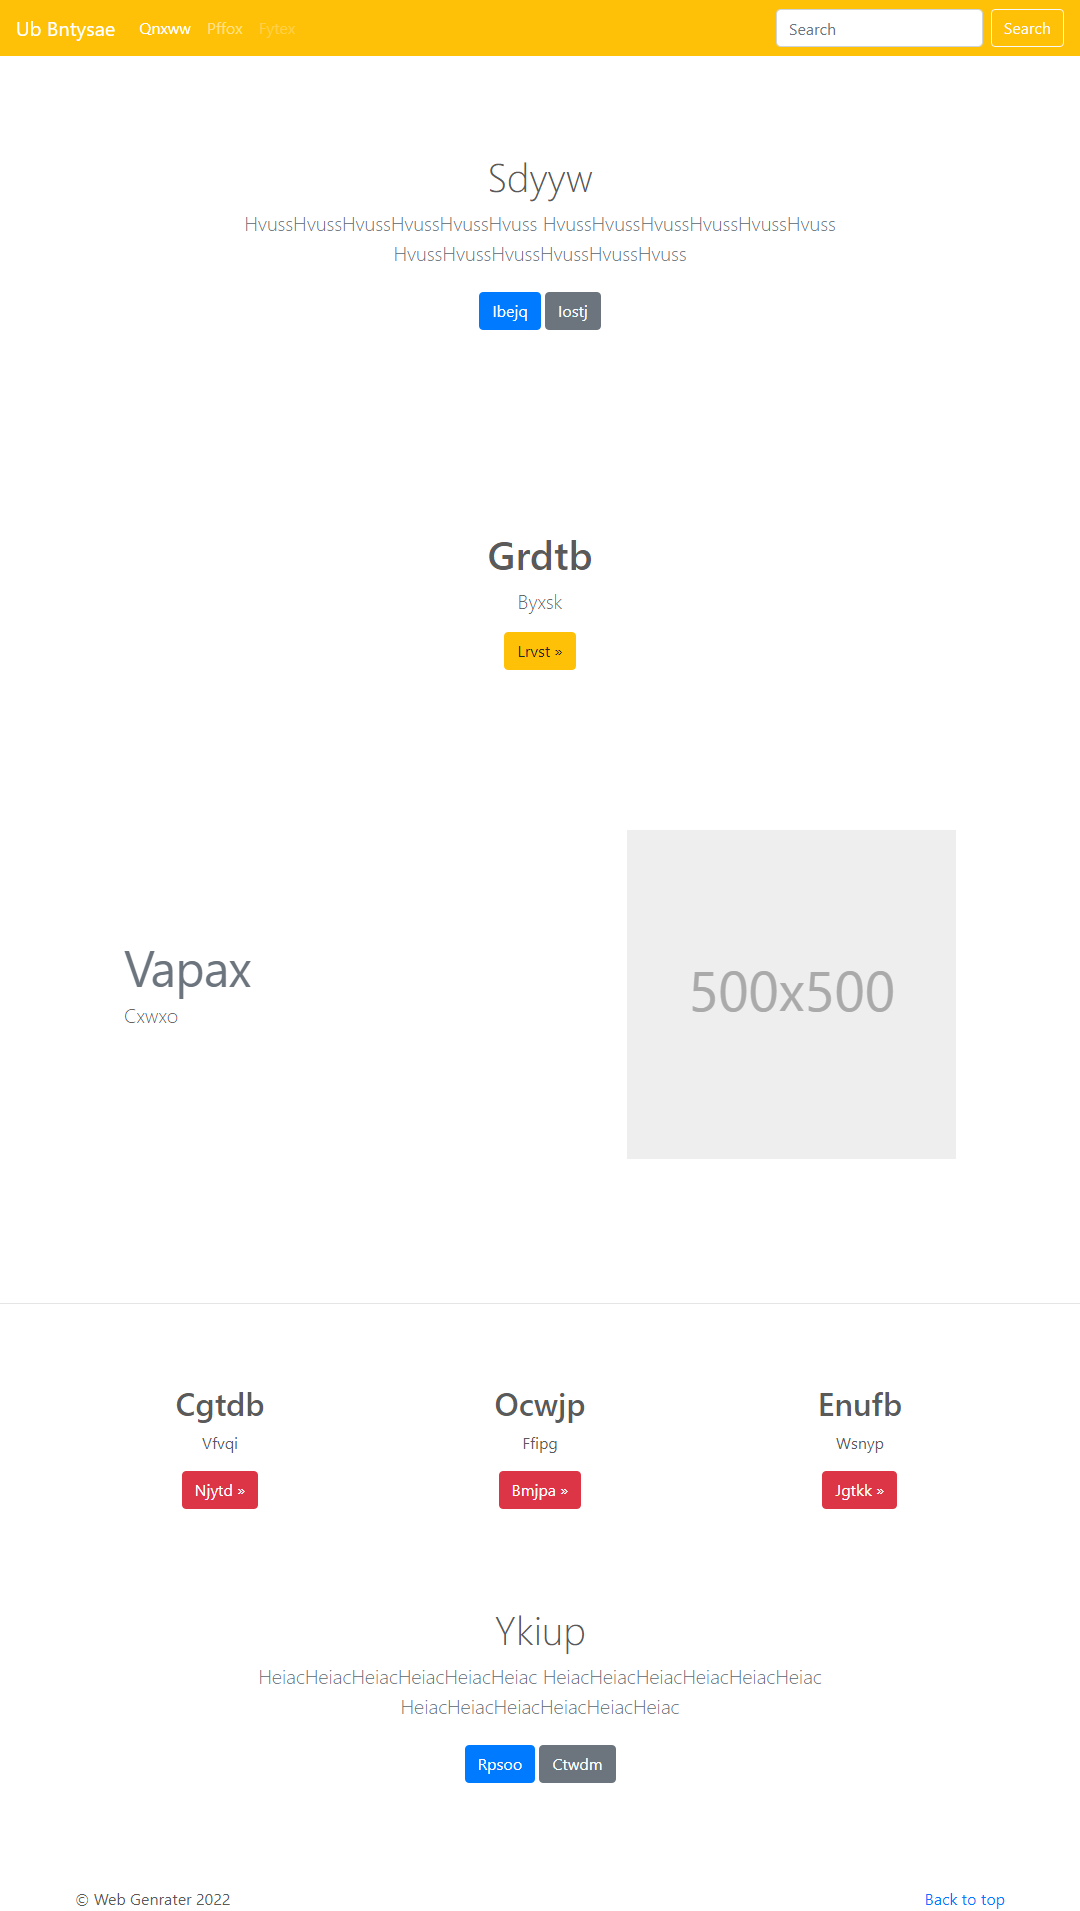 Ub Bntysae Qnxww Pffox Fytex Search Search
Sdyyw
HvussHvussHvussHvussHvussHvuss HvussHvussHvussHvussHvussHvuss
HvussHvussHvussHvussHvussHvuss
Ibejq Iostj
Grdtb
Byxsk
Lrvst »
Vapax
Cxwxo
500x500
Cgtdb Ocwjp Enufb
Vfvqi Ffipg Wsnyp
Njytd » Bmjpa » Jgtkk »
Ykiup
HeiacHeiacHeiacHeiacHeiacHeiac HeiacHeiacHeiacHeiacHeiacHeiac
HeiacHeiacHeiacHeiacHeiacHeiac
Rpsoo Ctwdm
© Web Genrater 2022 Back to top